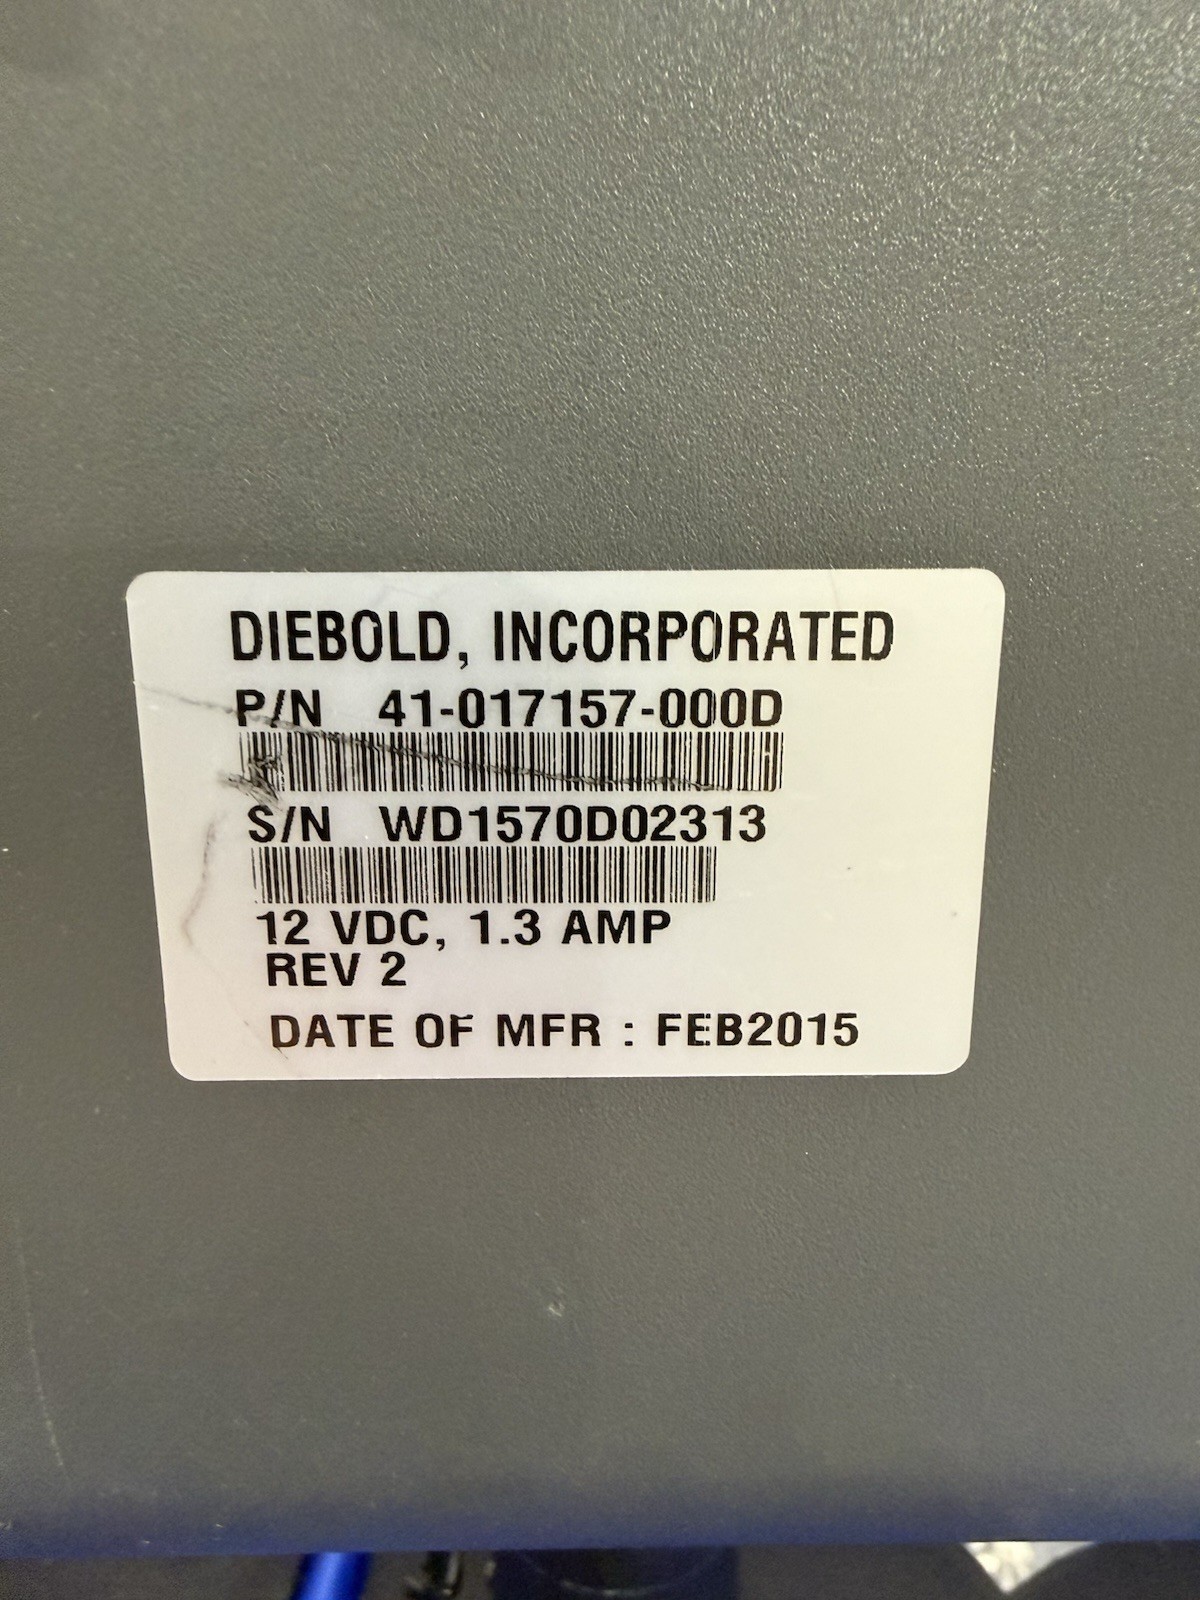 DIEBOLD, INCORPORATED
P/N 41-017157-000D
S/N WD1570D02313
12 VDC, 1.3 AMP
REV 2
DATE OF MFR : FEB2015